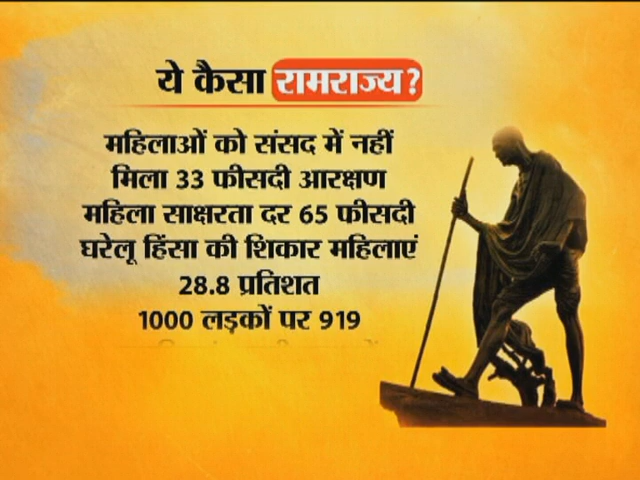 ये कैसा रामराज्य?
महिलाओं को संसद में नहीं
मिला 33 फीसदी आरक्षण
महिला साक्षरता दर 65 फीसदी
घरेलू हिंसा की शिकार महिलाएं
28.8 प्रतिशत
1000 लड़कों पर 919